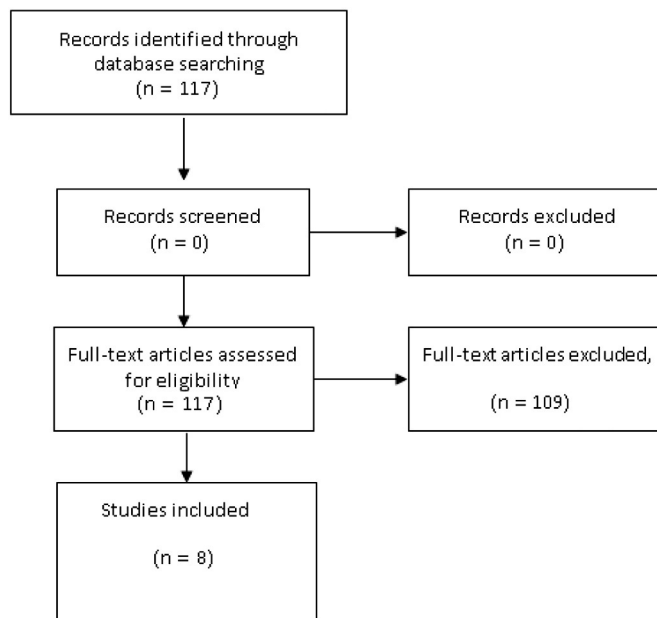 Records identified through
database searching
(n = 117)
Records screened
(n = 0)
Records excluded
(n = 0)
Full-text articles assessed
for eligibility
(n = 117)
Full-text articles excluded,
(n = 109)
Studies included
(n = 8)